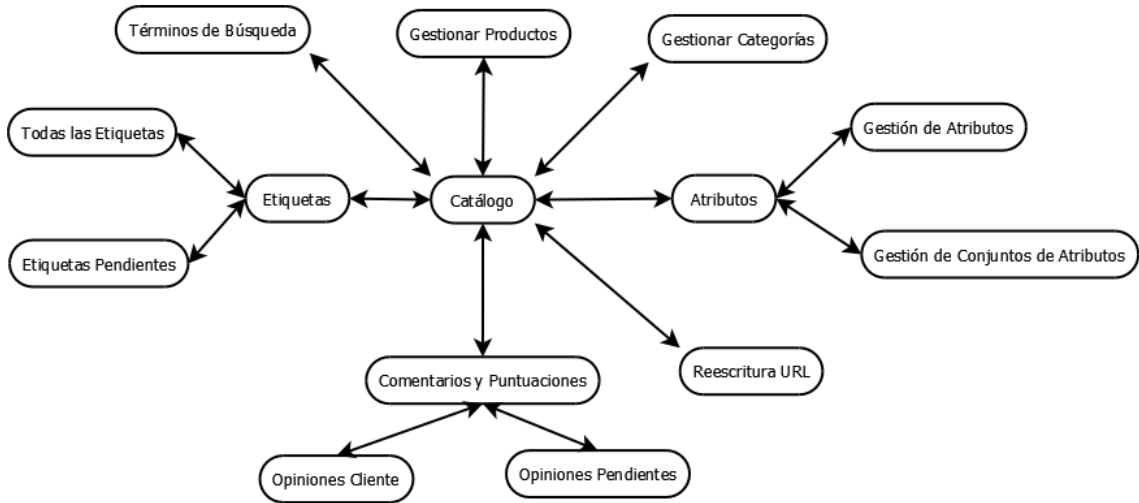 Términos de Búsqueda
Gestionar Productos
Gestionar Categorías
Todas las Etiquetas
Gestión de Atributos
Etiquetas
Catálogo
Atributos
Etiquetas Pendientes
Gestión de Conjuntos de Atributos
Comentarios y Puntuaciones
Reescritura URL
Opiniones Cliente
Opiniones Pendientes